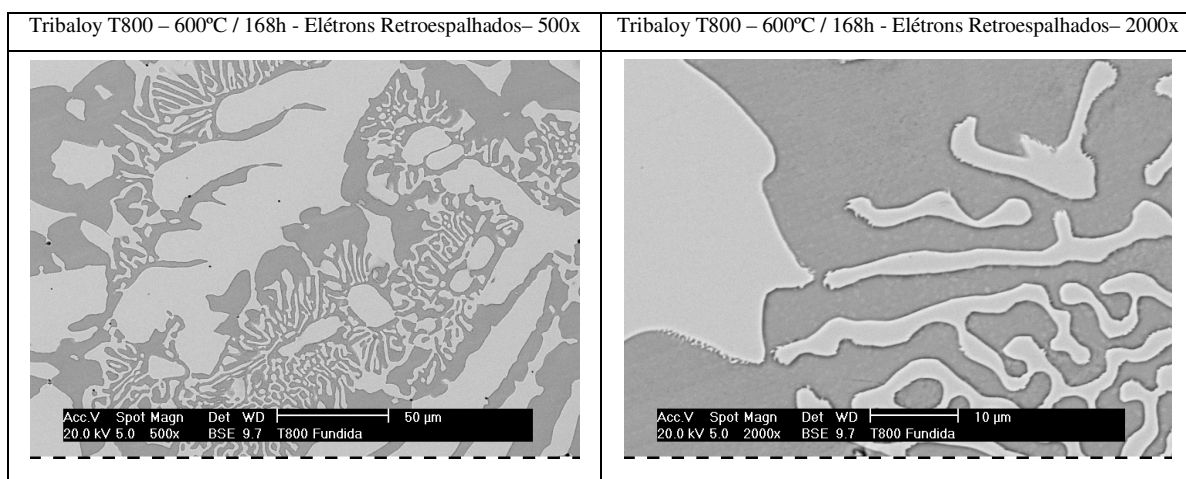 Tribaloy T800 – 600ºC / 168h - Elétrons Retroespalhados– 500x
Tribaloy T800 – 600ºC / 168h - Elétrons Retroespalhados– 2000x
Acc.V Spot Magn Det WD 50 µm
20.0 kV 5.0 500x BSE 9.7 T800 Fundida
Acc.V Spot Magn Det WD 10 µm
20.0 kV 5.0 2000x BSE 9.7 T800 Fundida